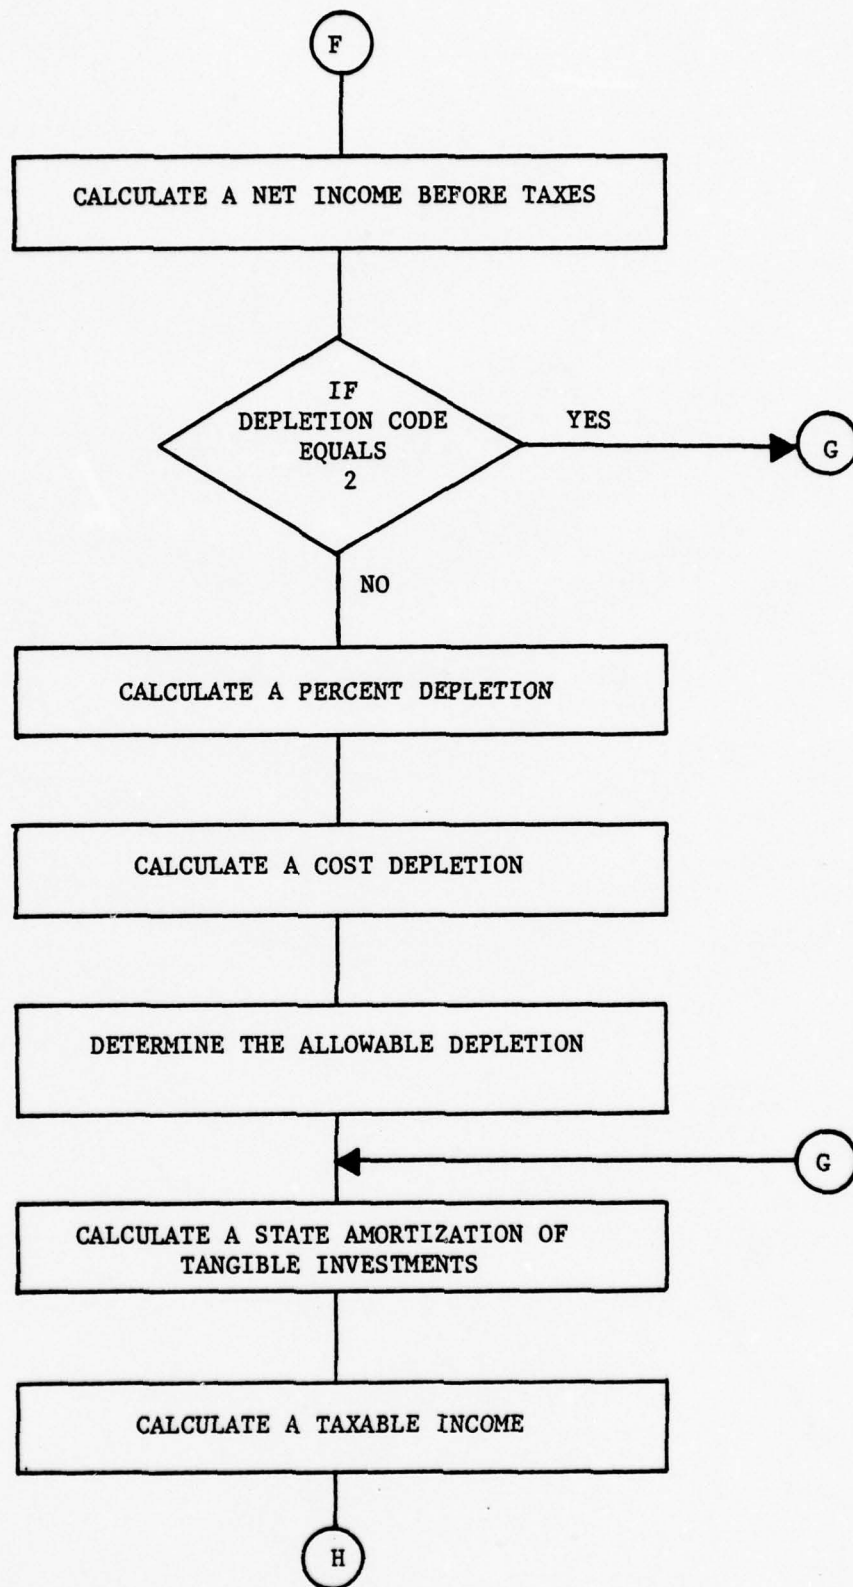 F
CALCULATE A NET INCOME BEFORE TAXES
IF
DEPLETION CODE
EQUALS
2
YES
G
NO
CALCULATE A PERCENT DEPLETION
CALCULATE A COST DEPLETION
DETERMINE THE ALLOWABLE DEPLETION
G
CALCULATE A STATE AMORTIZATION OF
TANGIBLE INVESTMENTS
CALCULATE A TAXABLE INCOME
H